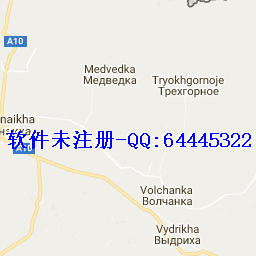 A10
Medvedka
Медведка
Tryokhgornoje
Трехгорное
naikha
软件未注册-QQ:64445322
Volchanka
Волчанка
Vydrikha
Выдриха